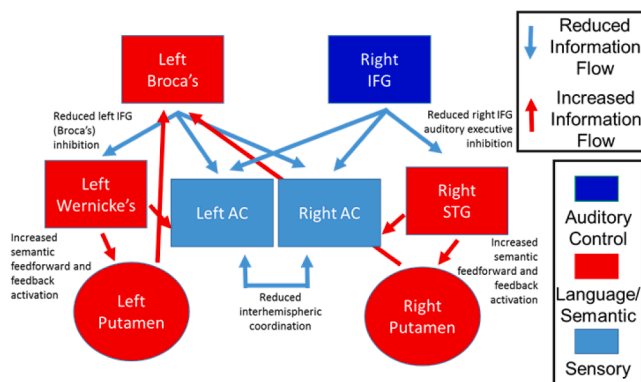 Left
Broca's
Right
IFG
Reduced
Information
Flow
Increased
Information
Flow
Reduced left IFG
(Broca's)
inhibition
Reduced right IFG
auditory executive
inhibition
Left
Wernicke's
Left AC
Right AC
Right
STG
Auditory
Control
Increased
semantic
feedforward and
feedback
activation
Left
Putamen
Reduced
interhemispheric
coordination
Right
Putamen
Increased
semantic
feedforward and
feedback
activation
Language/
Semantic
Sensory